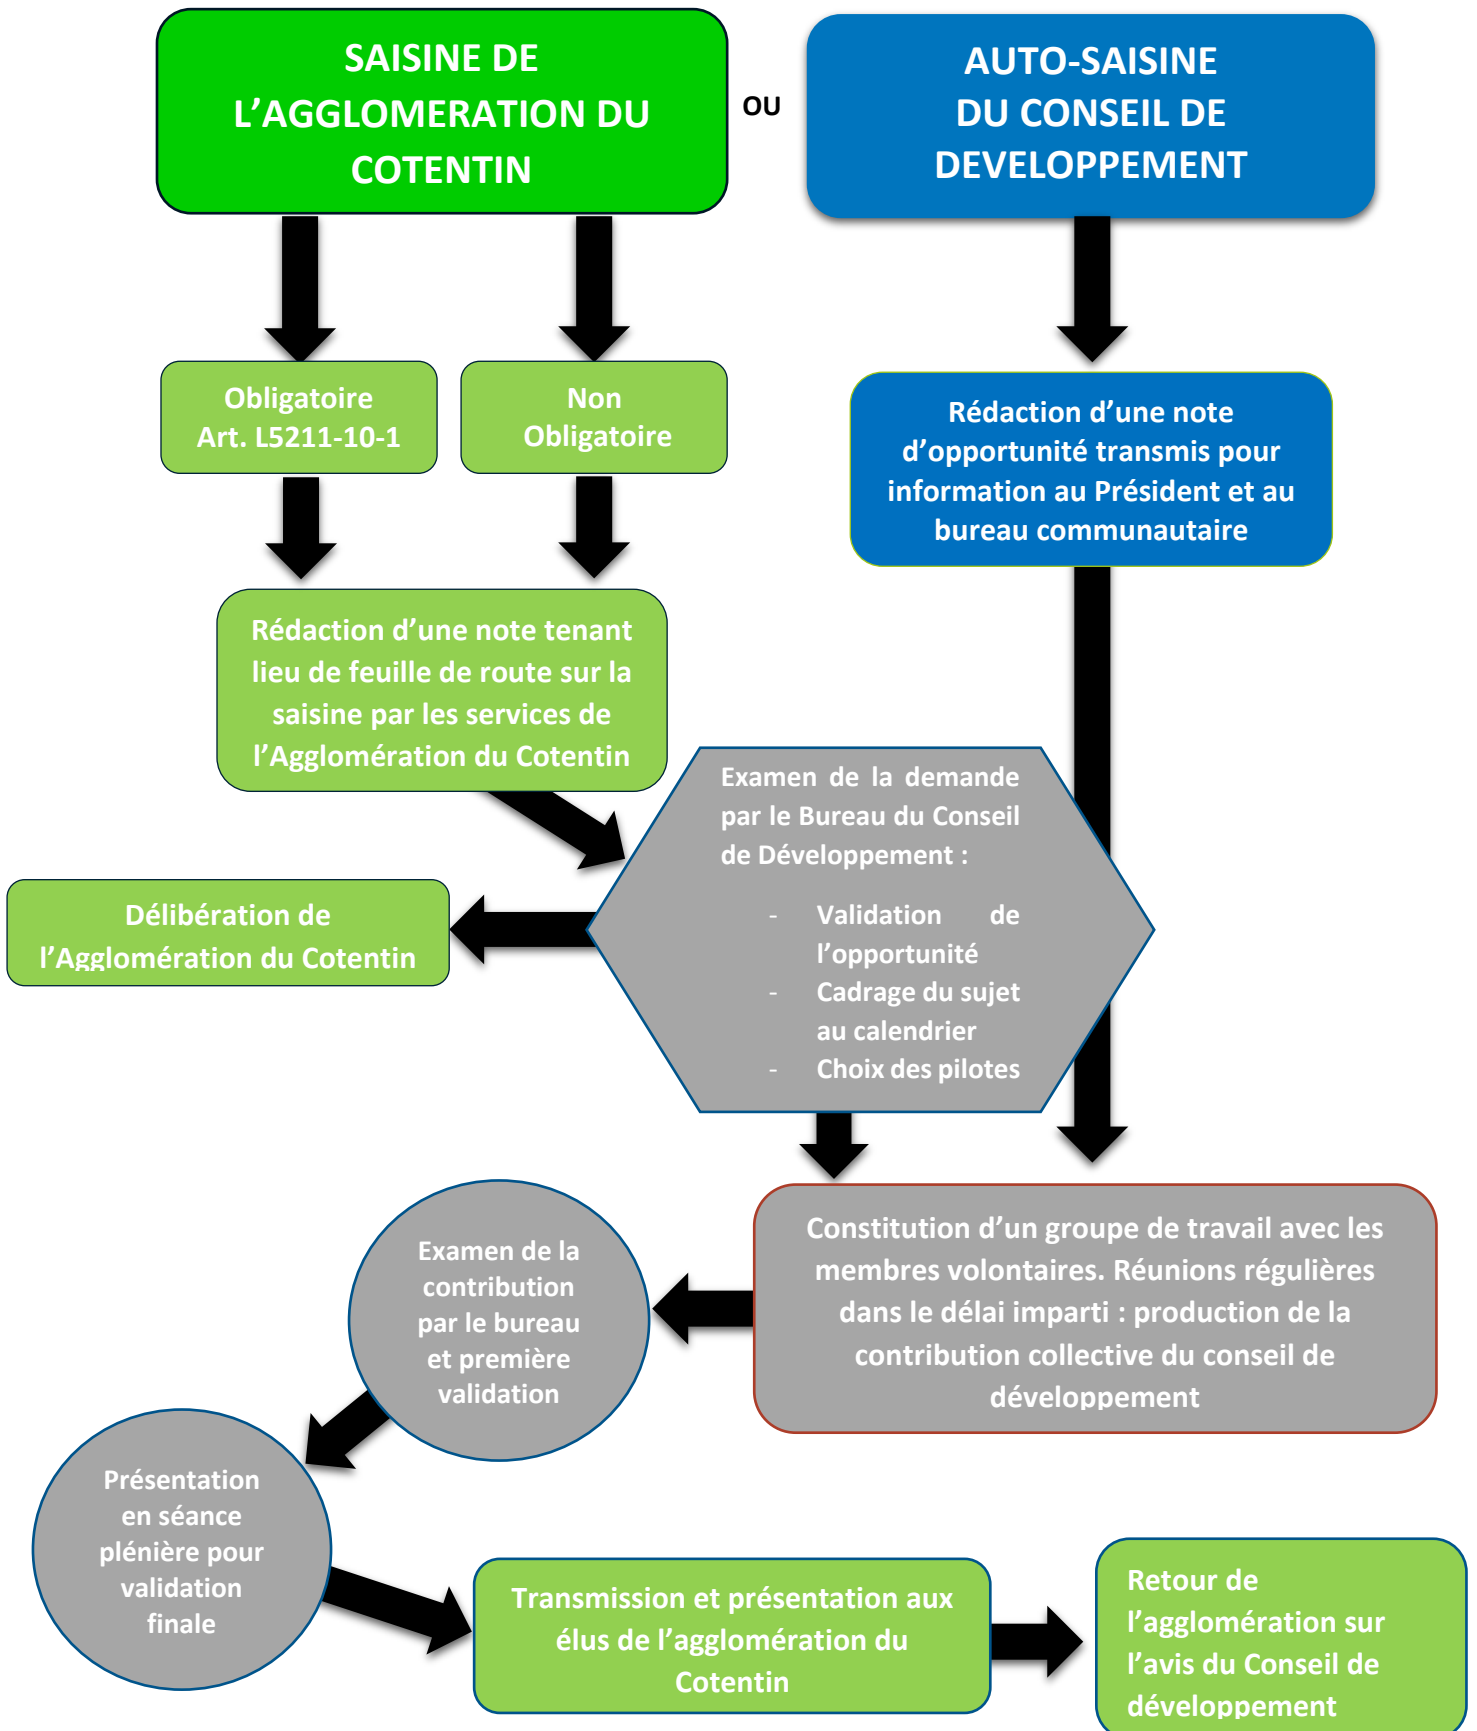 SAISINE DE
L’AGGLOMERATION DU
COTENTIN
OU
AUTO-SAISINE
DU CONSEIL DE
DEVELOPPEMENT
Obligatoire
Art. L5211-10-1
Non
Obligatoire
Rédaction d’une note
d’opportunité transmis pour
information au Président et au
bureau communautaire
Rédaction d’une note tenant
lieu de feuille de route sur la
saisine par les services de
l’Agglomération du Cotentin
Examen de la demande
par le Bureau du Conseil
de Développement :
- Validation de
l’opportunité
- Cadrage du sujet
au calendrier
- Choix des pilotes
Délibération de
l’Agglomération du Cotentin
Constitution d’un groupe de travail avec les
membres volontaires. Réunions régulières
dans le délai imparti : production de la
contribution collective du conseil de
développement
Examen de la
contribution
par le bureau
et première
validation
Présentation
en séance
plénière pour
validation
finale
Transmission et présentation aux
élus de l’agglomération du
Cotentin
Retour de
l’agglomération sur
l’avis du Conseil de
développement